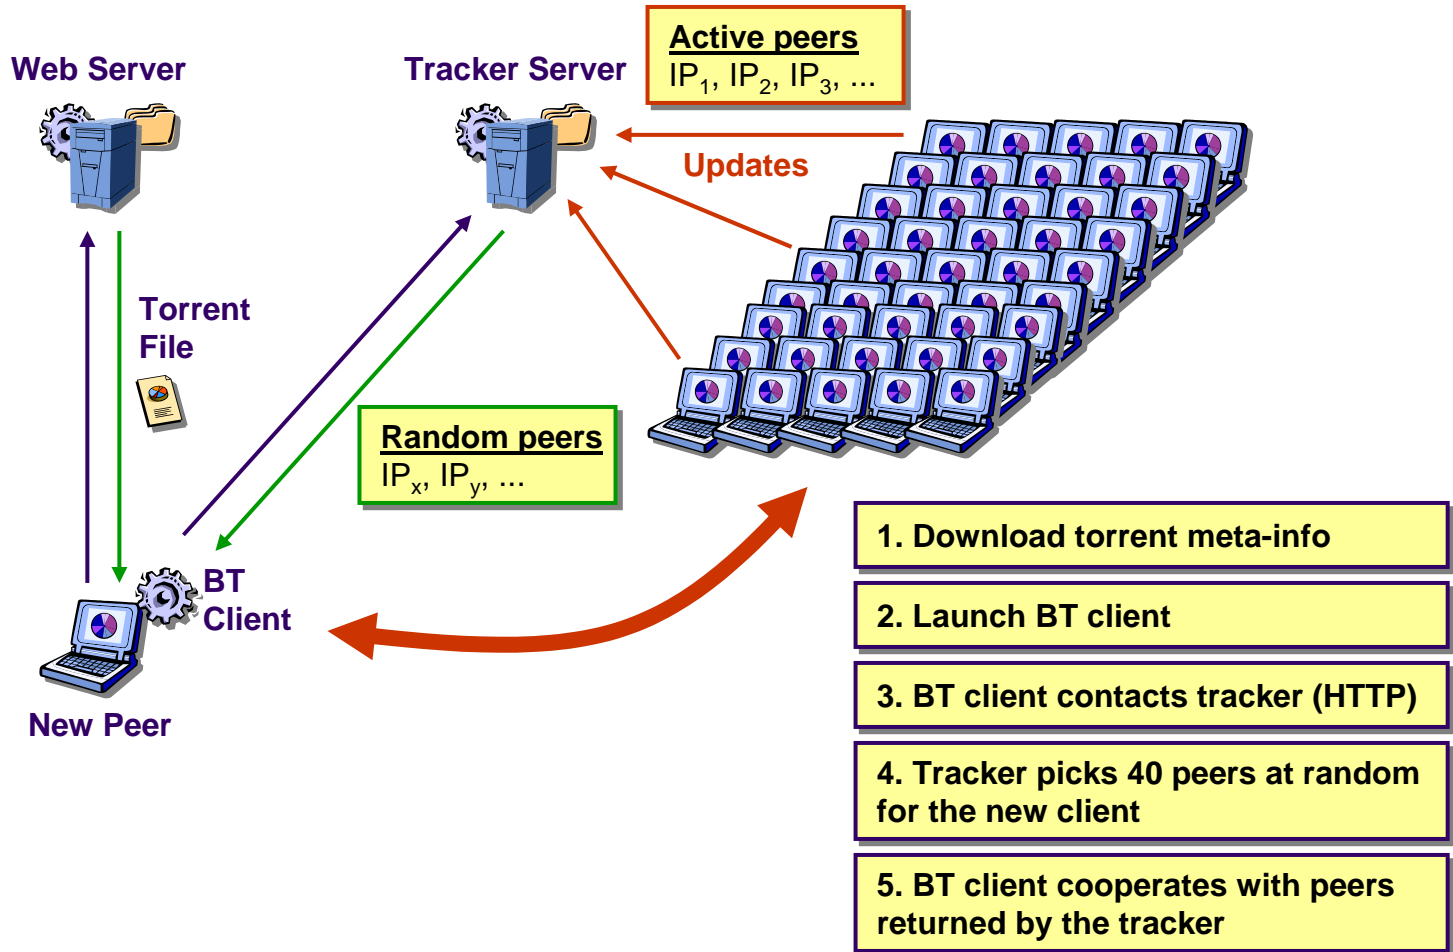 Web Server
Tracker Server
Active peers
IP₁, IP₂, IP₃, ...
Updates
Torrent
File
Random peers
IPₓ, IPᵧ, ...
BT
Client
New Peer
1. Download torrent meta-info
2. Launch BT client
3. BT client contacts tracker (HTTP)
4. Tracker picks 40 peers at random
for the new client
5. BT client cooperates with peers
returned by the tracker